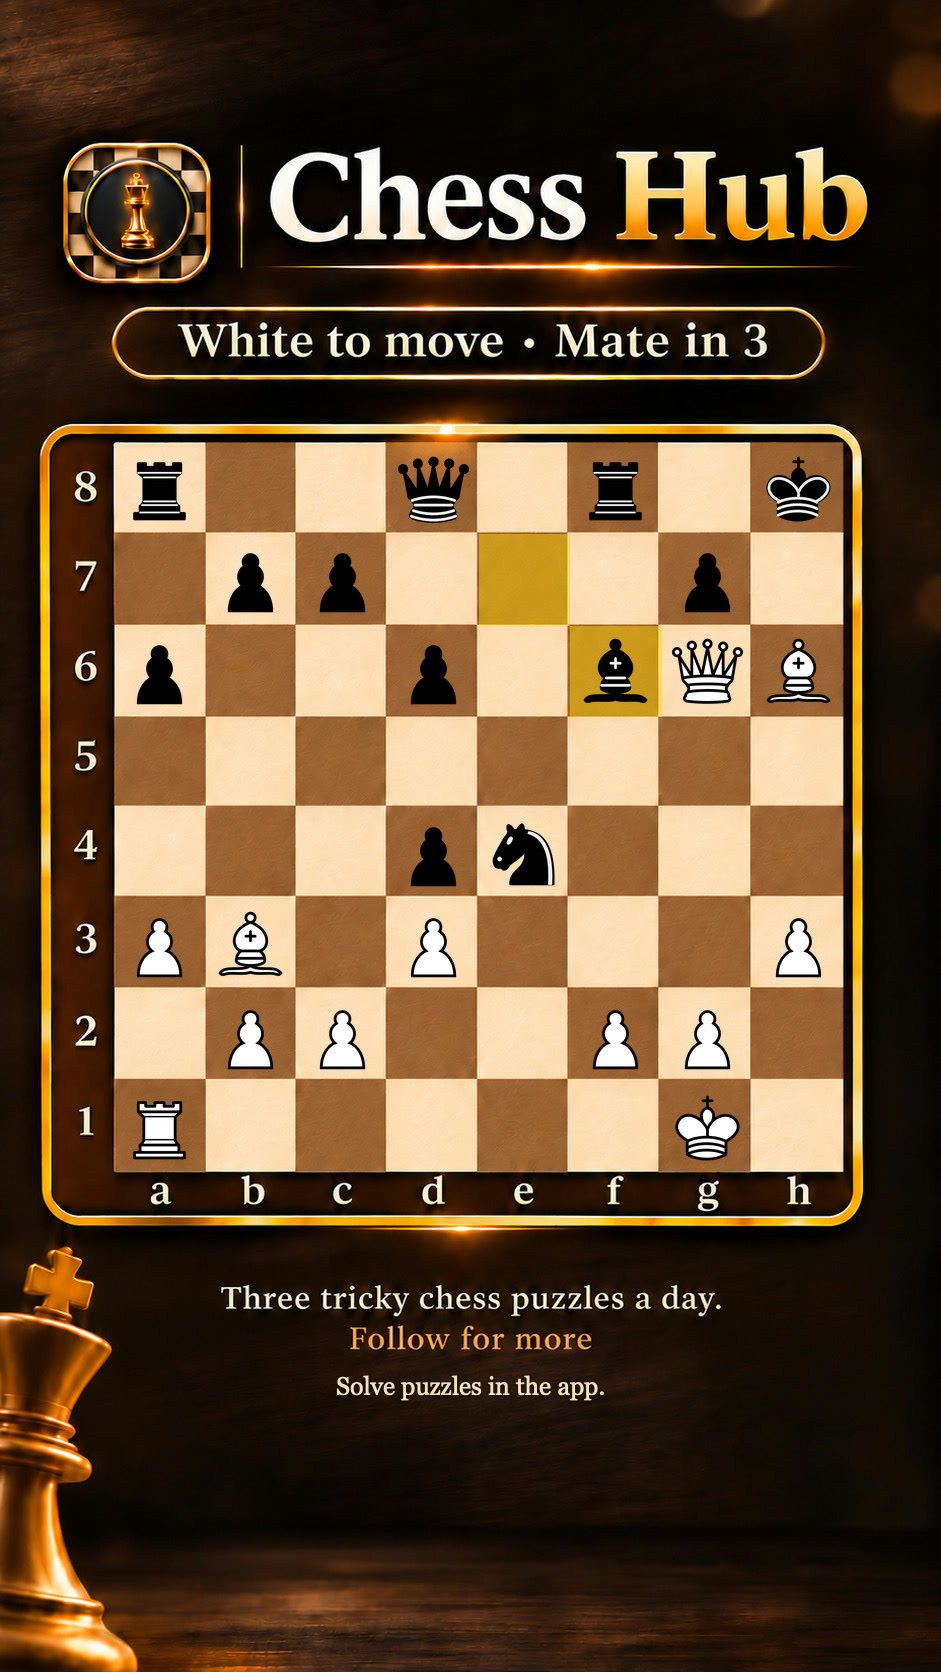 Chess Hub
White to move • Mate in 3
8
7
6
5
4
3
2
1
a b c d e f g h
Three tricky chess puzzles a day.
Follow for more
Solve puzzles in the app.